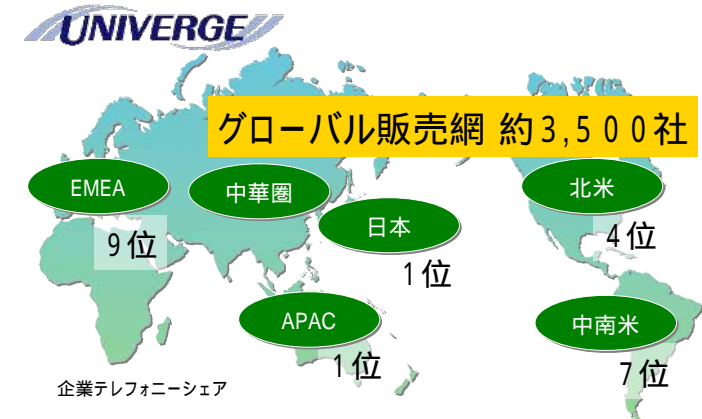 UNIVERGE
グローバル販売網 約3,500社
EMEA
9位
中華圏
日本
1位
北米
4位
APAC
1位
中南米
7位
企業テレフォニーシェア